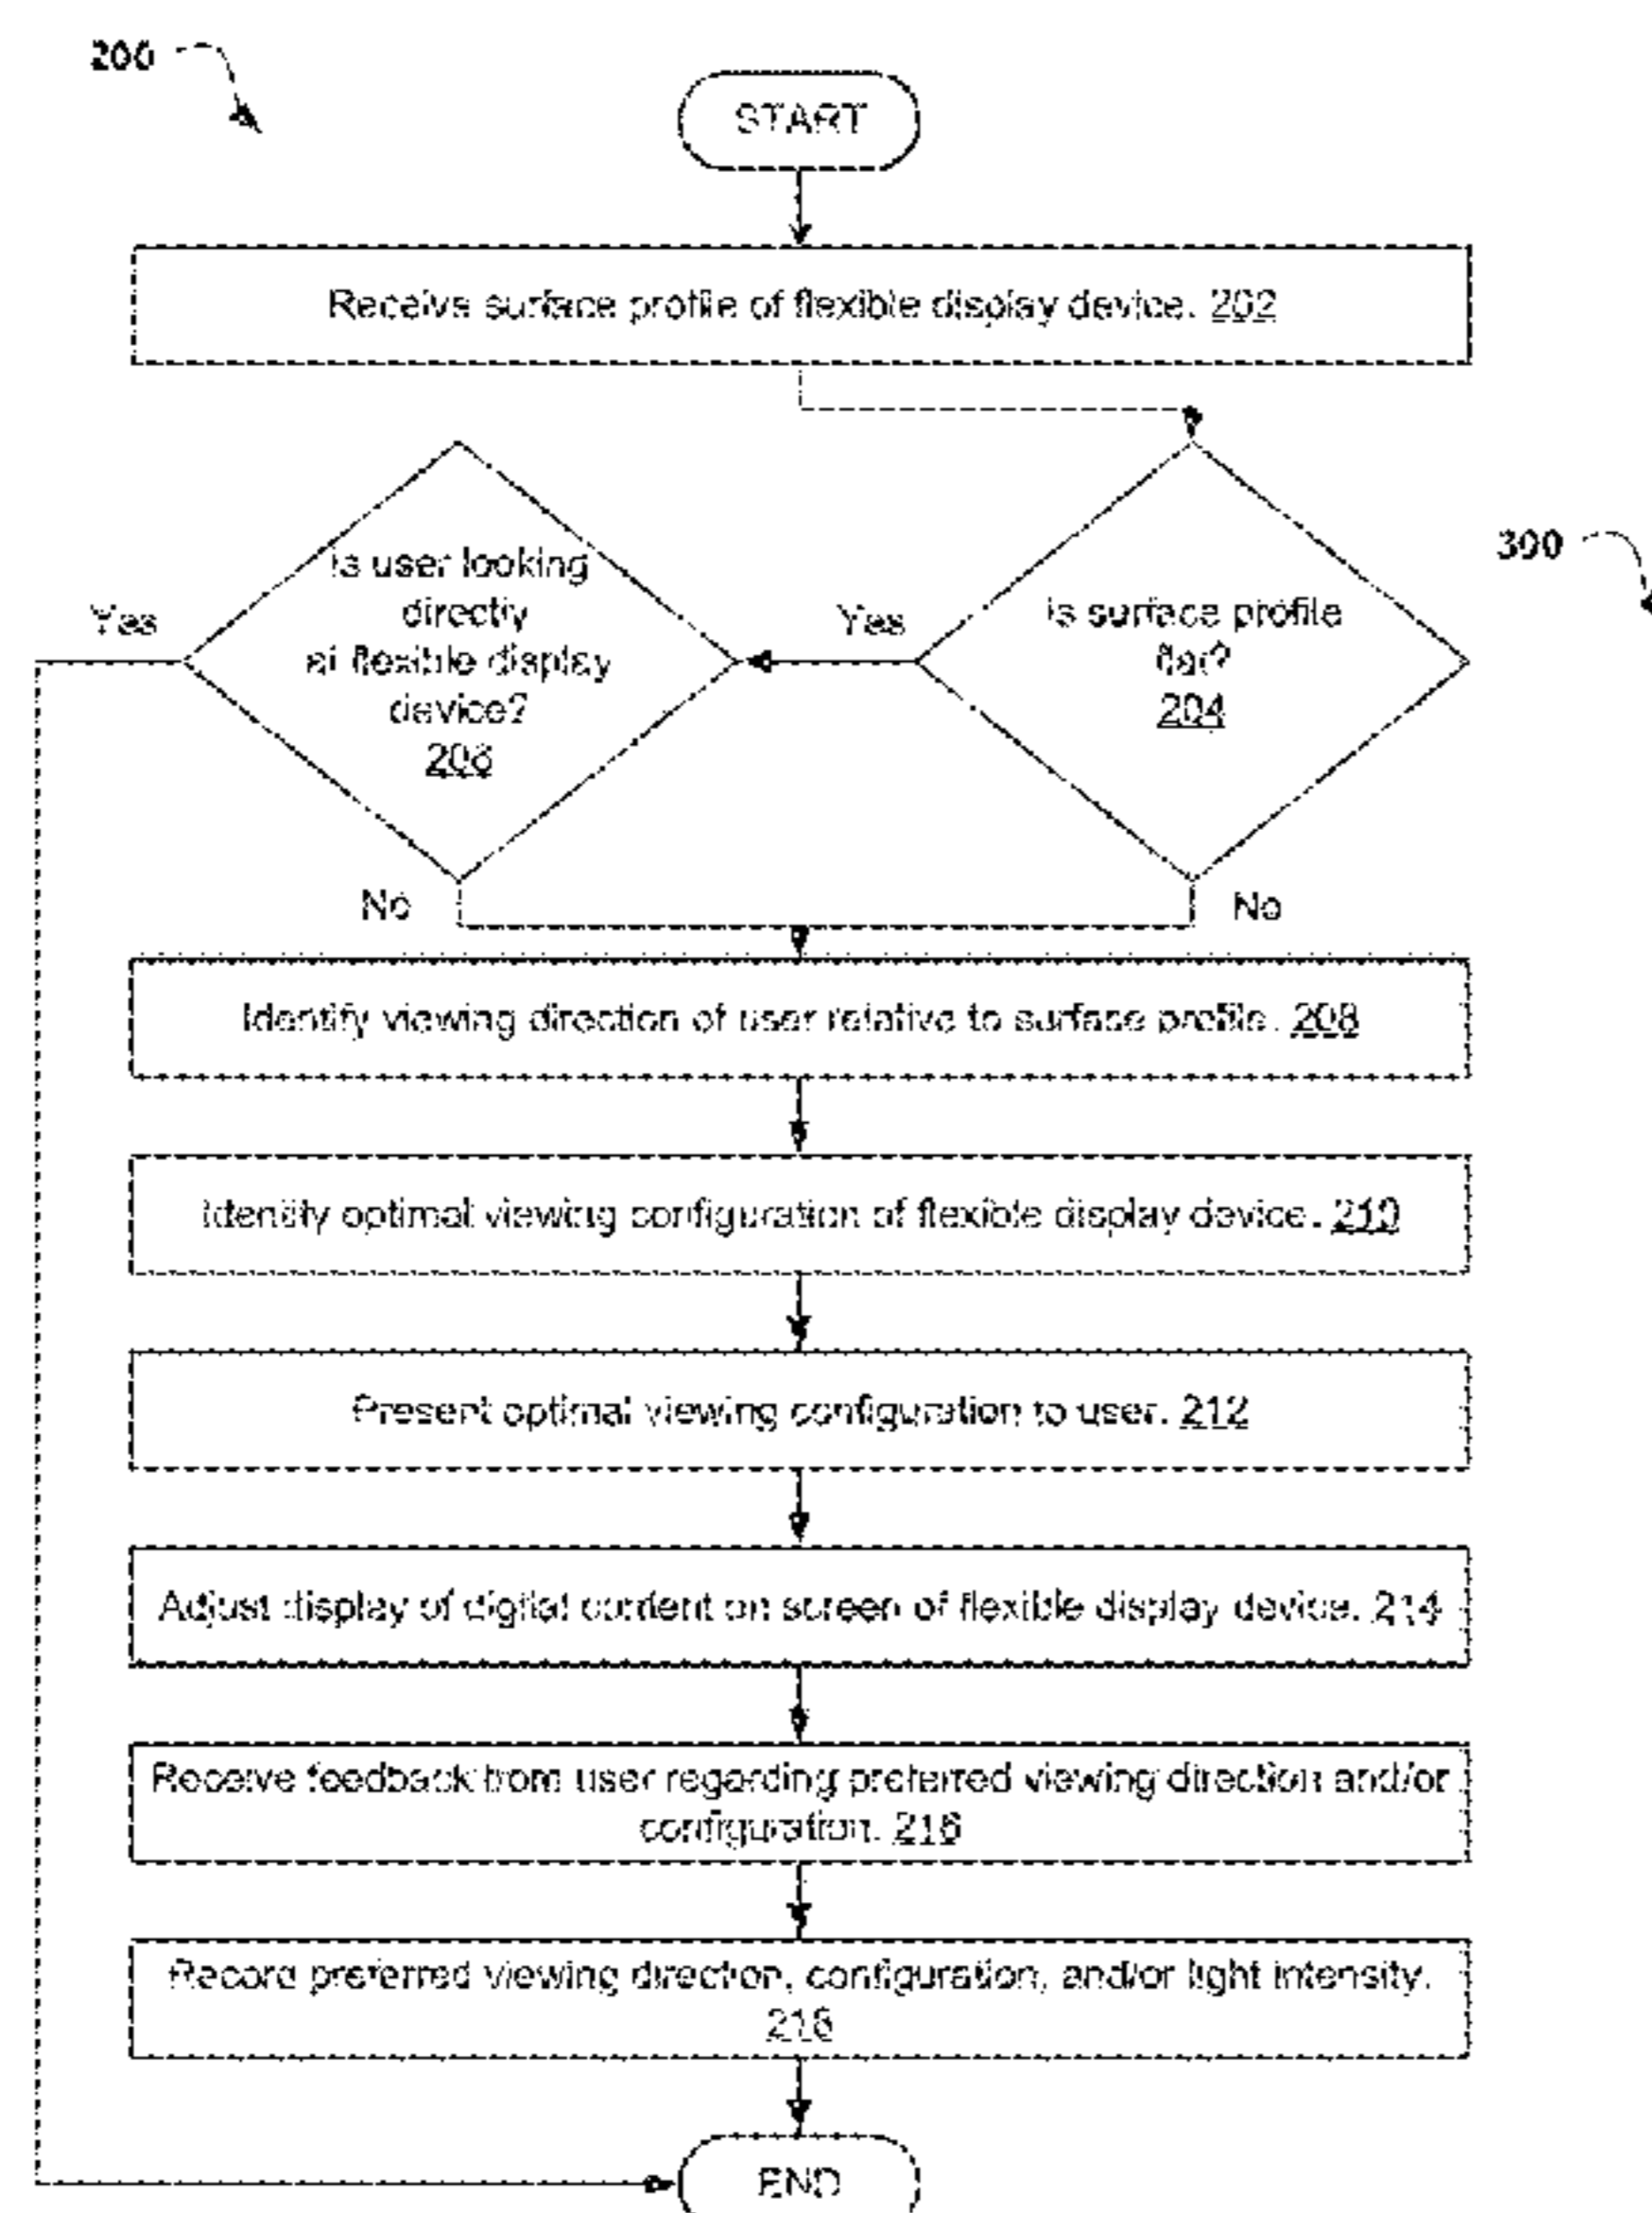 200
START
Receive surface profile of flexible display device. 202
Is user looking
directly
at flexible display
device?
206
Yes
Yes
Is surface profile
flat?
204
300
No
No
Identify viewing direction of user relative to surface profile. 208
Identify optimal viewing configuration of flexible display device. 210
Present optimal viewing configuration to user. 212
Adjust display of digital content on screen of flexible display device. 214
Receive feedback from user regarding preferred viewing direction and/or
configuration. 216
Record preferred viewing direction, configuration, and/or light intensity.
218
END